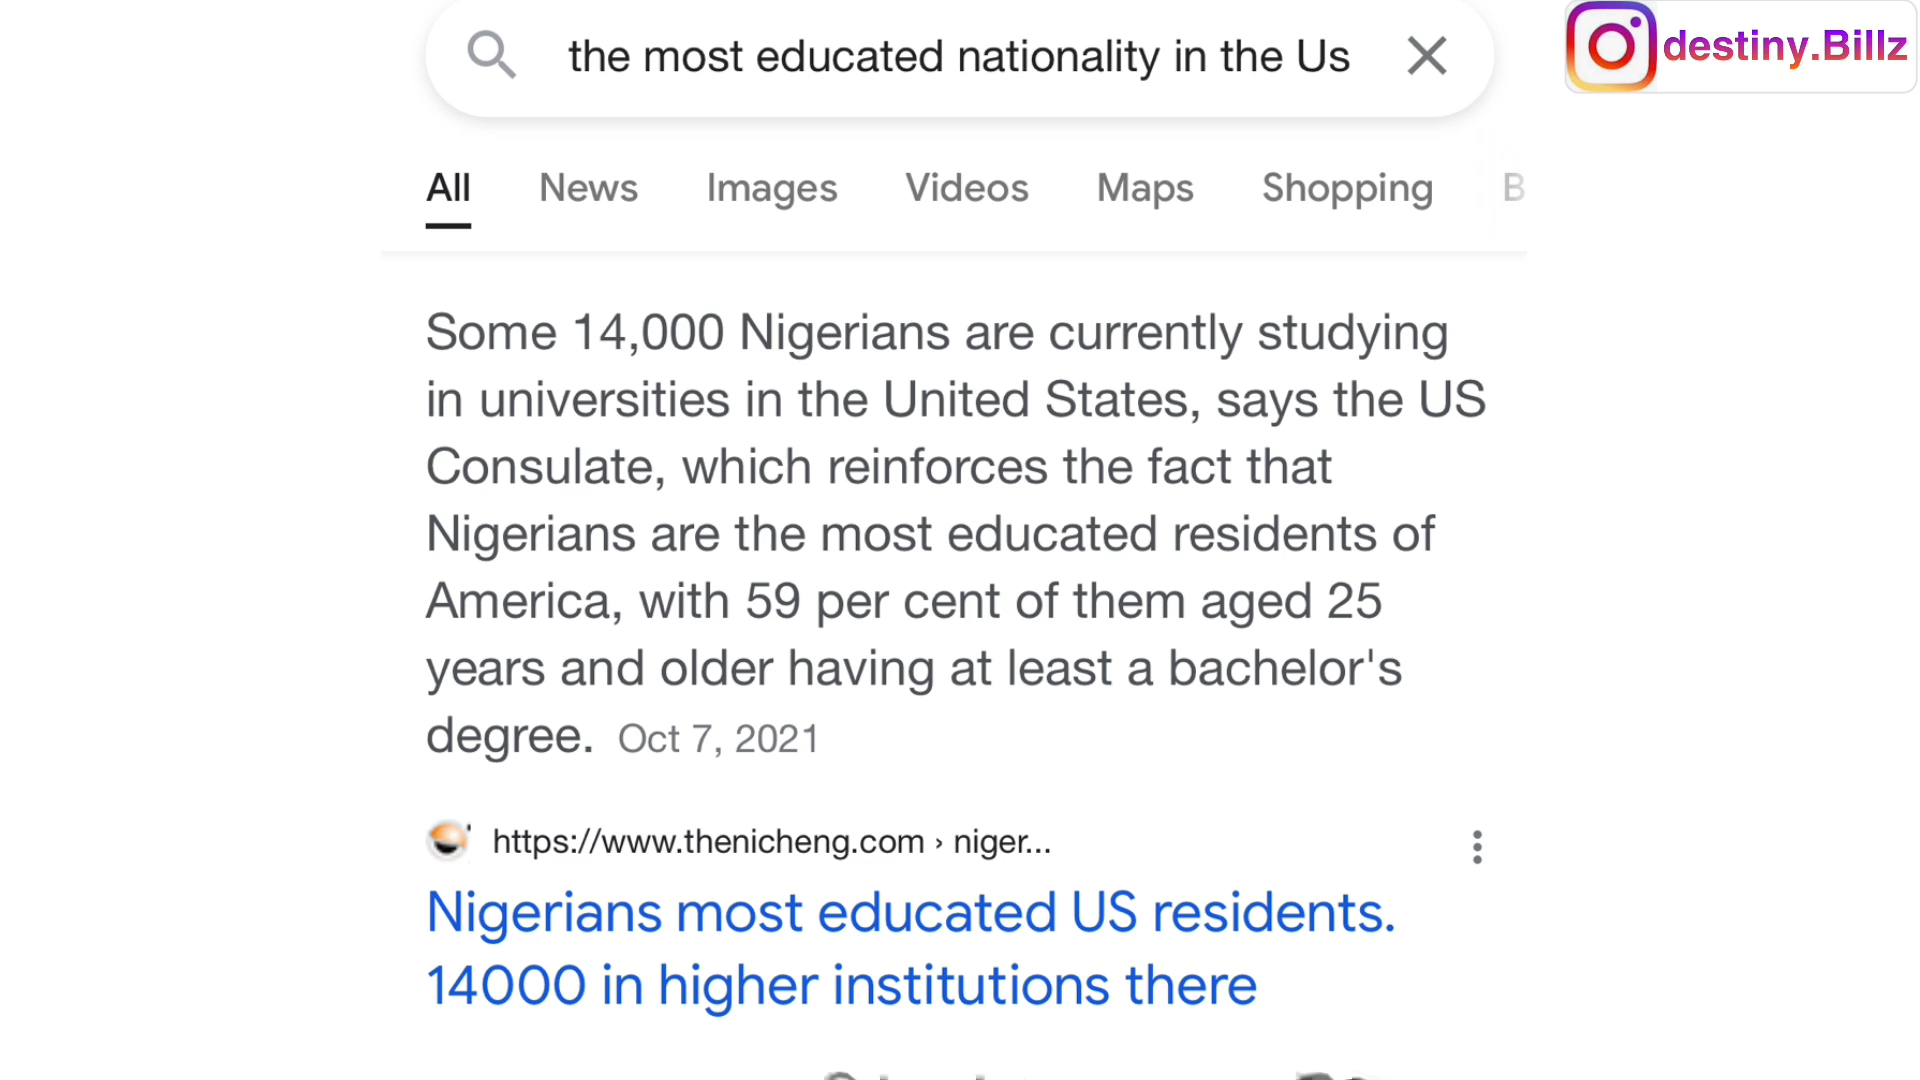 the most educated nationality in the Us
destiny.Billz
All News Images Videos Maps Shopping B
Some 14,000 Nigerians are currently studying
in universities in the United States, says the US
Consulate, which reinforces the fact that
Nigerians are the most educated residents of
America, with 59 per cent of them aged 25
years and older having at least a bachelor's
degree. Oct 7, 2021
https://www.thenicheng.com › niger...
Nigerians most educated US residents.
14000 in higher institutions there